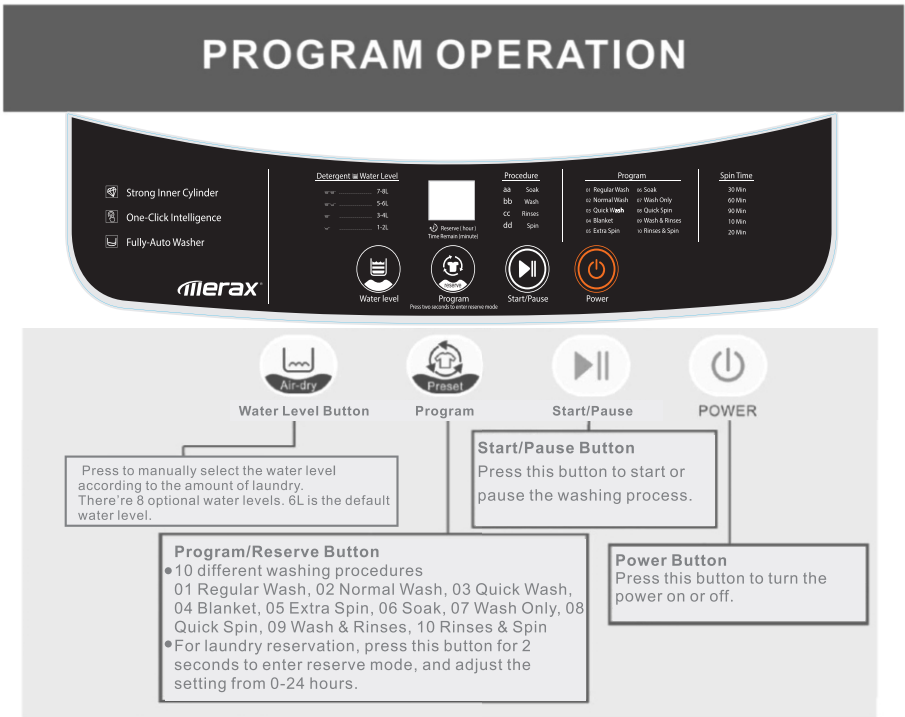 PROGRAM OPERATION
Strong Inner Cylinder
One-Click Intelligence
Fully-Auto Washer
merax
Detergent Water Level
7-8L
5-6L
3-4L
1-2L
Reserve ( hour )
Time Remain (minute)
Procedure
aa Soak
bb Wash
cc Rinses
dd Spin
Program
01 Regular Wash 06 Soak
02 Normal Wash 07 Wash Only
03 Quick Wash 08 Quick Spin
04 Blanket 09 Wash & Rinses
05 Extra Spin 10 Rinses & Spin
Spin Time
30 Min
60 Min
90 Min
10 Min
20 Min
reserve
Water level
Program
Press two seconds to enter reserve mode
Start/Pause
Power
Air-dry
Preset
Water Level Button
Program
Start/Pause
POWER
Press to manually select the water level
according to the amount of laundry.
There're 8 optional water levels. 6L is the default
water level.
Start/Pause Button
Press this button to start or
pause the washing process.
Program/Reserve Button
●10 different washing procedures
01 Regular Wash, 02 Normal Wash, 03 Quick Wash,
04 Blanket, 05 Extra Spin, 06 Soak, 07 Wash Only, 08
Quick Spin, 09 Wash & Rinses, 10 Rinses & Spin
●For laundry reservation, press this button for 2
seconds to enter reserve mode, and adjust the
setting from 0-24 hours.
Power Button
Press this button to turn the
power on or off.